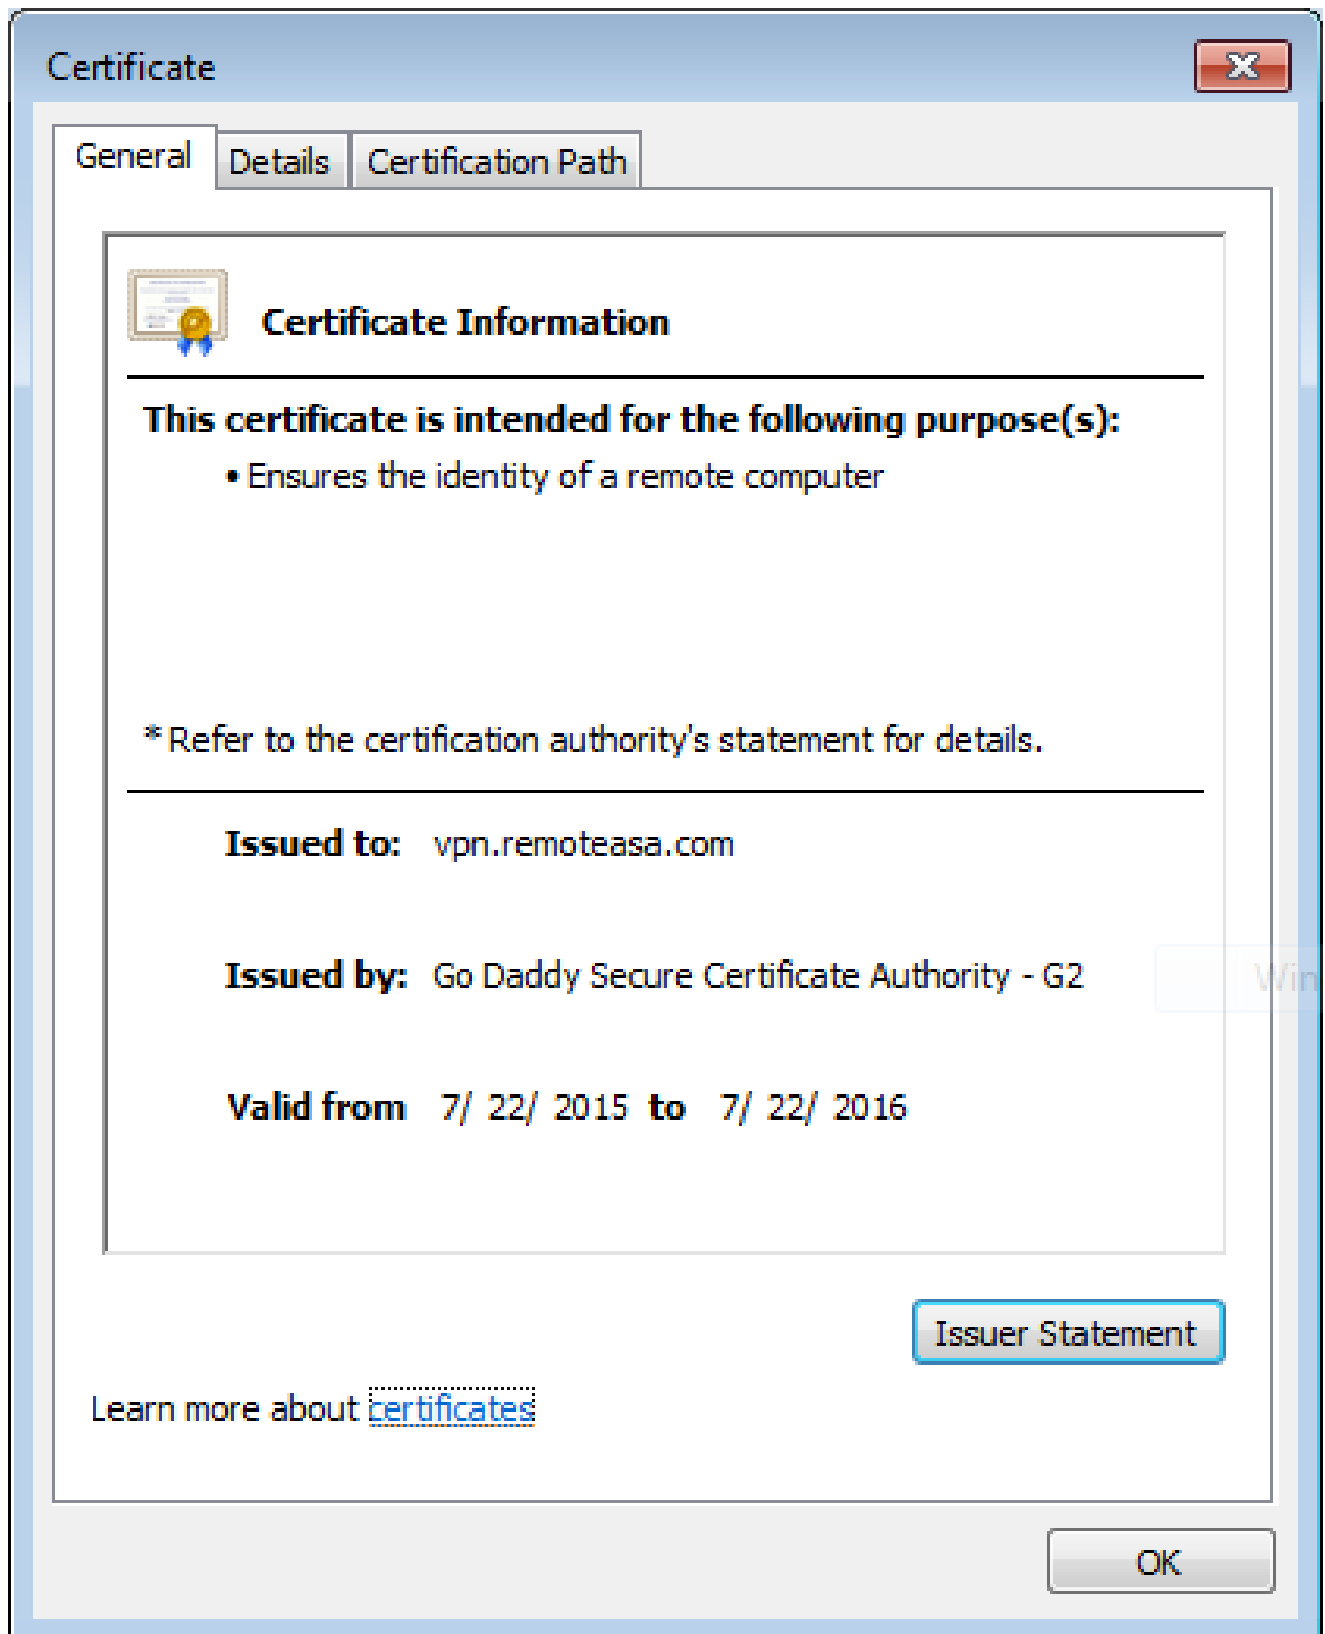 Certificate
General Details Certification Path
Certificate Information
This certificate is intended for the following purpose(s):
• Ensures the identity of a remote computer
* Refer to the certification authority's statement for details.
Issued to: vpn.remoteasa.com
Issued by: Go Daddy Secure Certificate Authority - G2
Win
Valid from 7/ 22/ 2015 to 7/ 22/ 2016
Issuer Statement
Learn more about certificates
OK